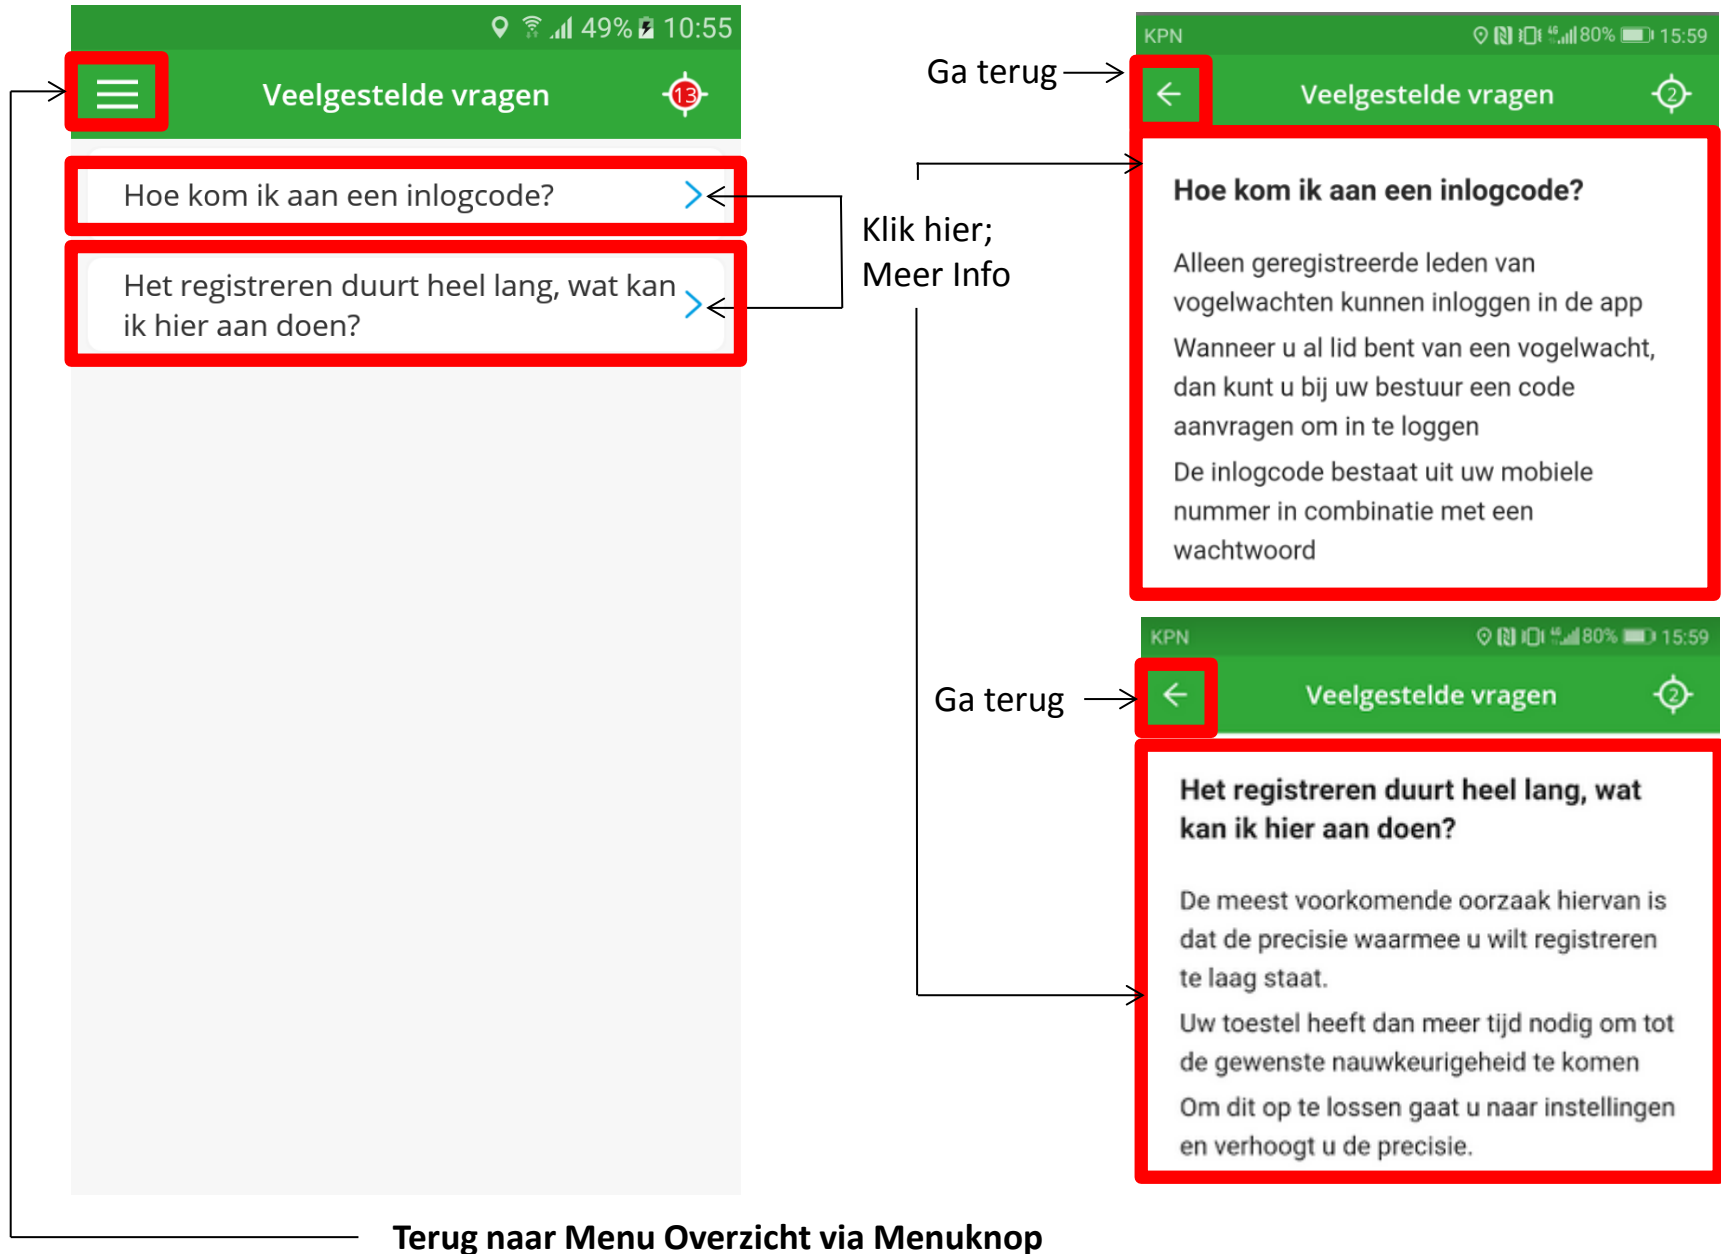 49% 10:55
Veelgestelde vragen
13
Hoe kom ik aan een inlogcode?
Het registreren duurt heel lang, wat kan
ik hier aan doen?
Klik hier;
Meer Info
Ga terug
KPN 80% 15:59
Veelgestelde vragen
2
Hoe kom ik aan een inlogcode?
Alleen geregistreerde leden van
vogelwachten kunnen inloggen in de app
Wanneer u al lid bent van een vogelwacht,
dan kunt u bij uw bestuur een code
aanvragen om in te loggen
De inlogcode bestaat uit uw mobiele
nummer in combinatie met een
wachtwoord
Ga terug
KPN 80% 15:59
Veelgestelde vragen
2
Het registreren duurt heel lang, wat
kan ik hier aan doen?
De meest voorkomende oorzaak hiervan is
dat de precisie waarmee u wilt registreren
te laag staat.
Uw toestel heeft dan meer tijd nodig om tot
de gewenste nauwkeurigeheid te komen
Om dit op te lossen gaat u naar instellingen
en verhoogt u de precisie.
Terug naar Menu Overzicht via Menuknop